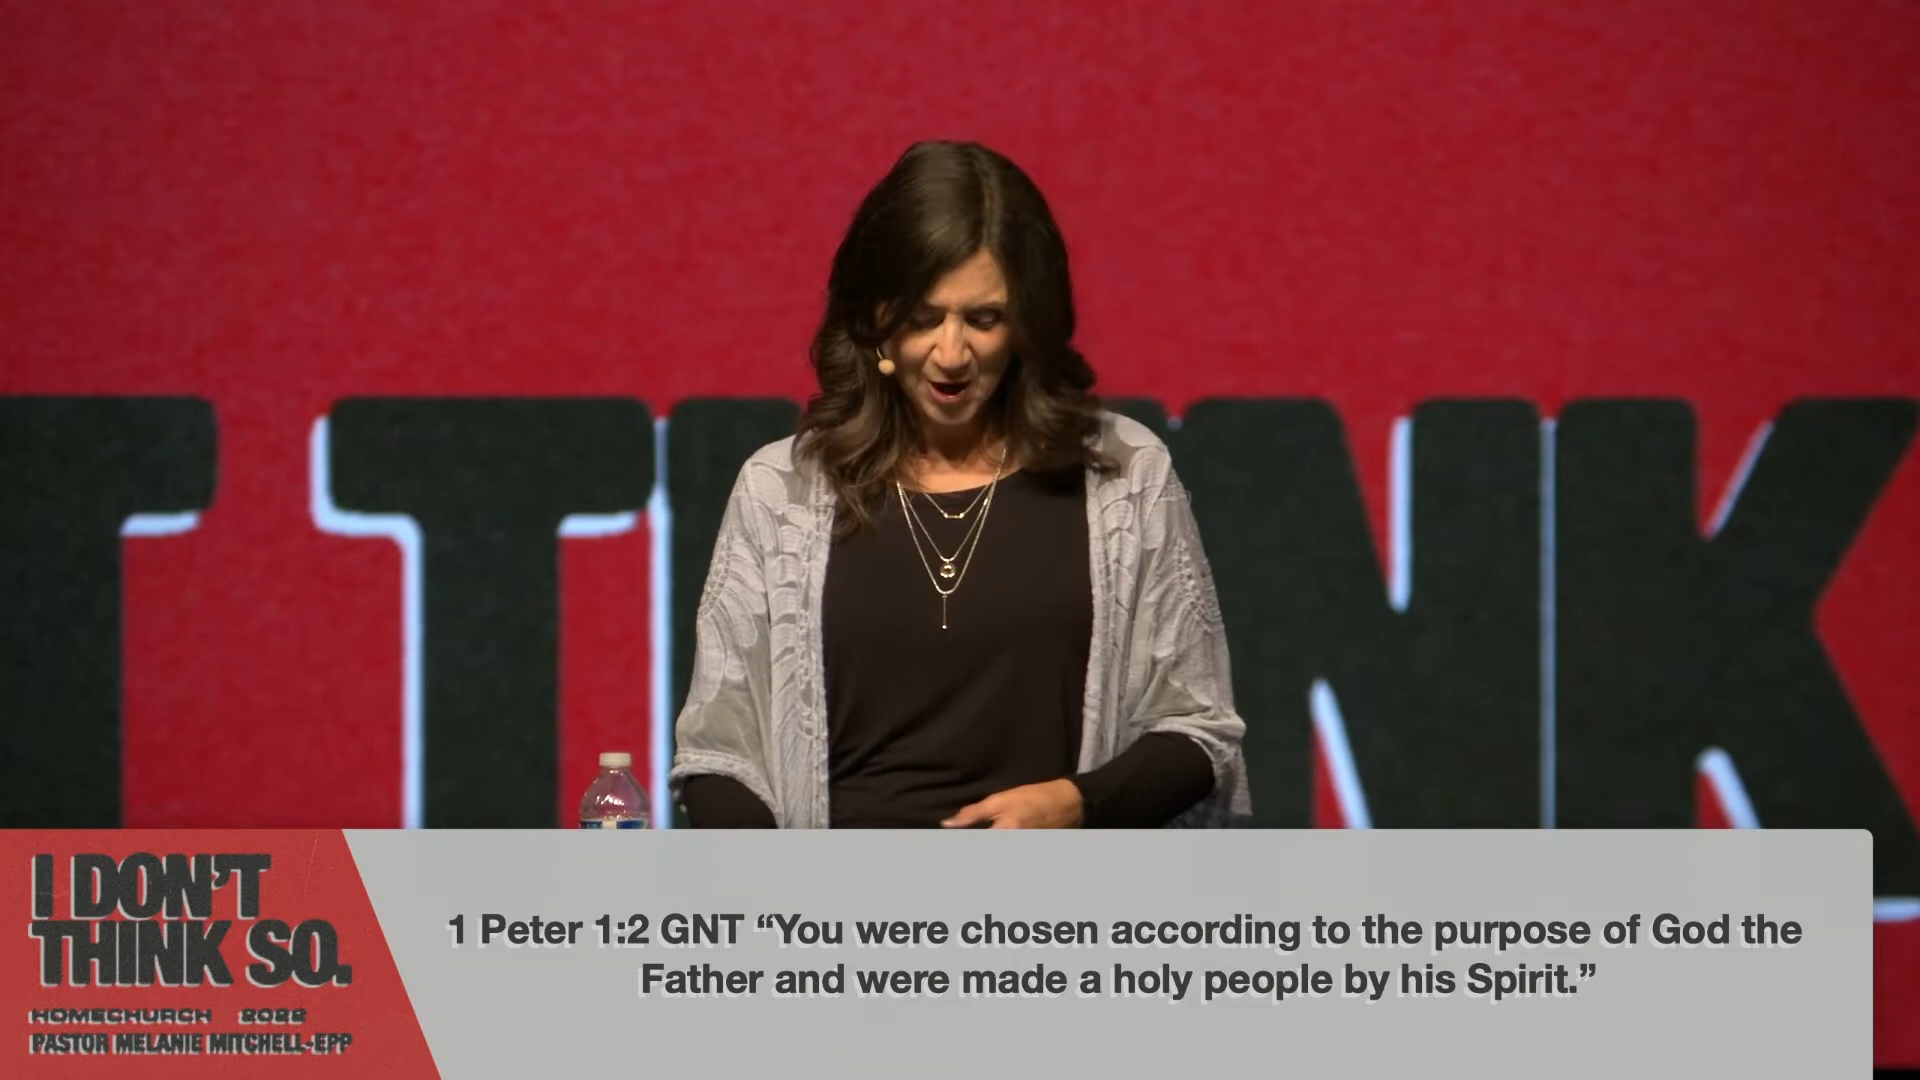 T THINK
I DON'T
THINK SO.
HOMECHURCH 2022
PASTOR MELANIE MITCHELL-EPP
1 Peter 1:2 GNT “You were chosen according to the purpose of God the
Father and were made a holy people by his Spirit.”